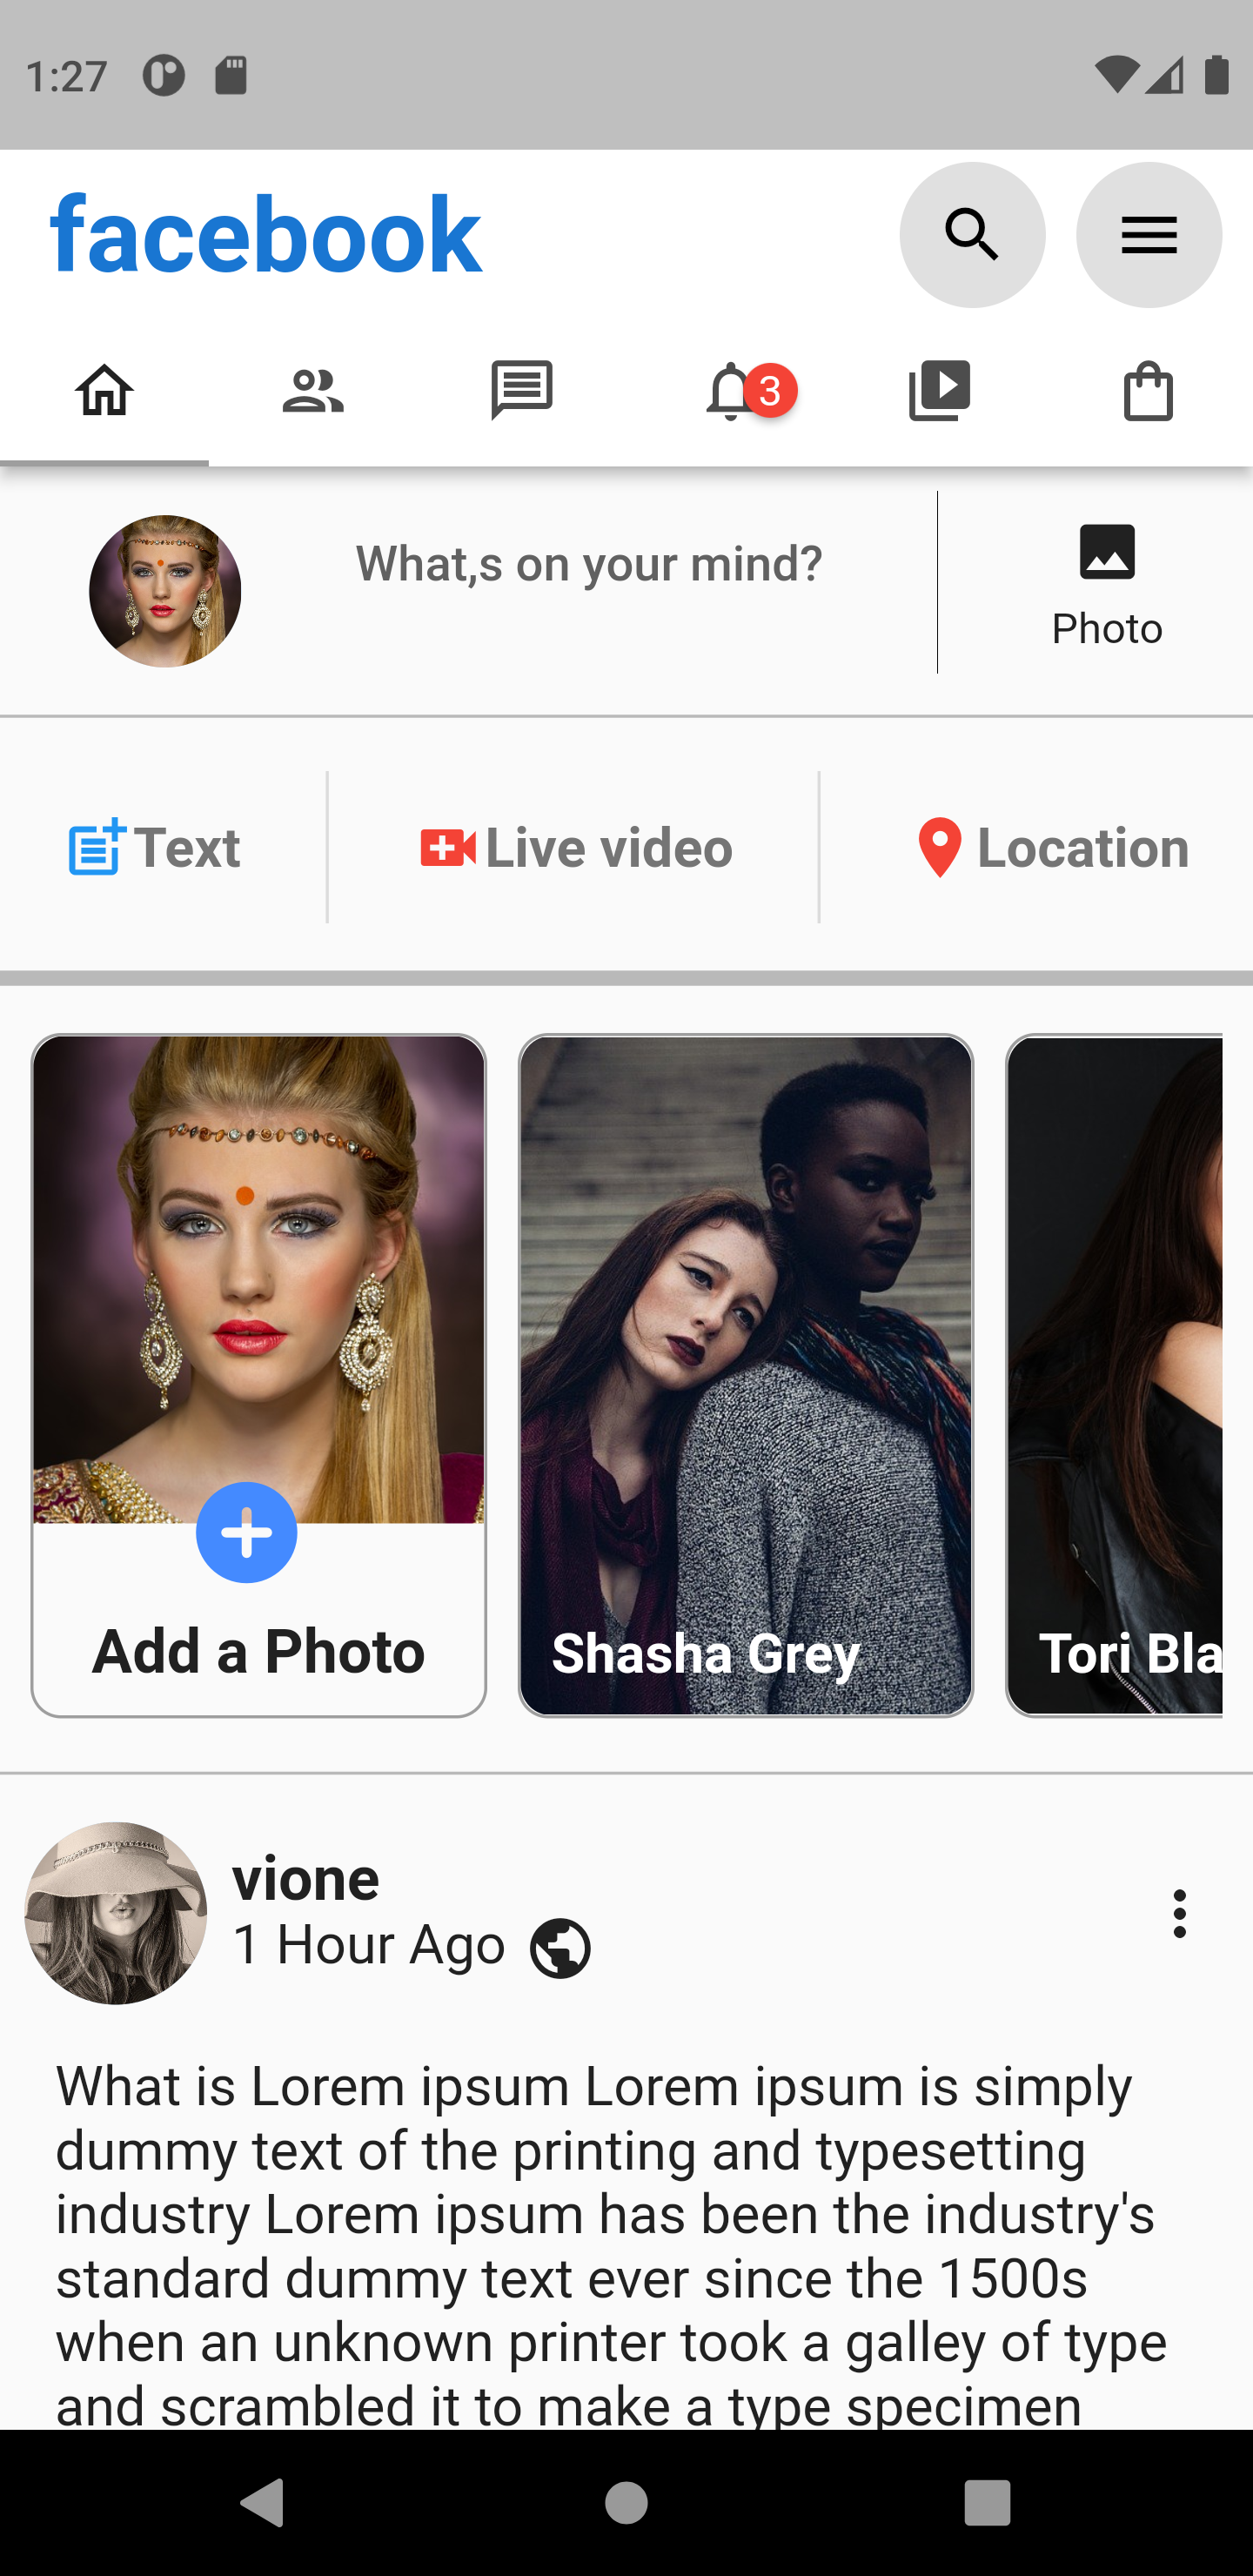 1:27
facebook
3
What,s on your mind?
Photo
Text
Live video
Location
Add a Photo
Shasha Grey
Tori Bla
vione
1 Hour Ago
What is Lorem ipsum Lorem ipsum is simply
dummy text of the printing and typesetting
industry Lorem ipsum has been the industry's
standard dummy text ever since the 1500s
when an unknown printer took a galley of type
and scrambled it to make a type specimen